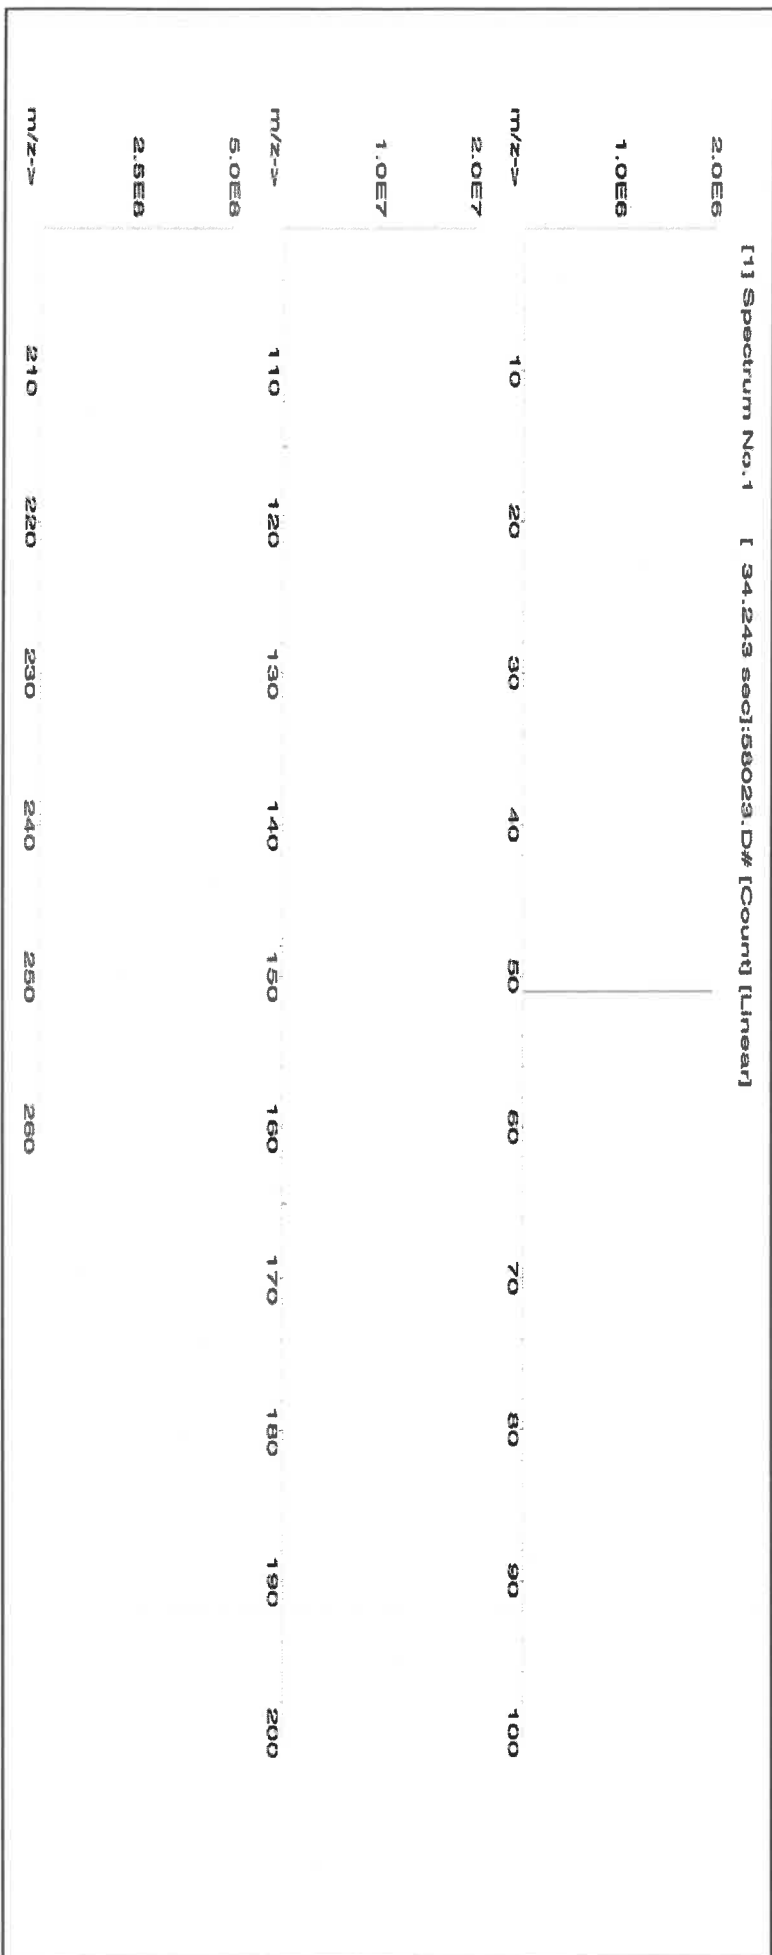 [1] Spectrum No.1 [ 34.243 sec]:58023.D# [Count] [Linear]
2.0E6
1.0E6
m/z-> 10 20 30 40 50 60 70 80 90 100
2.0E7
1.0E7
m/z-> 110 120 130 140 150 160 170 180 190 200
5.0E8
2.5E8
m/z-> 210 220 230 240 250 260